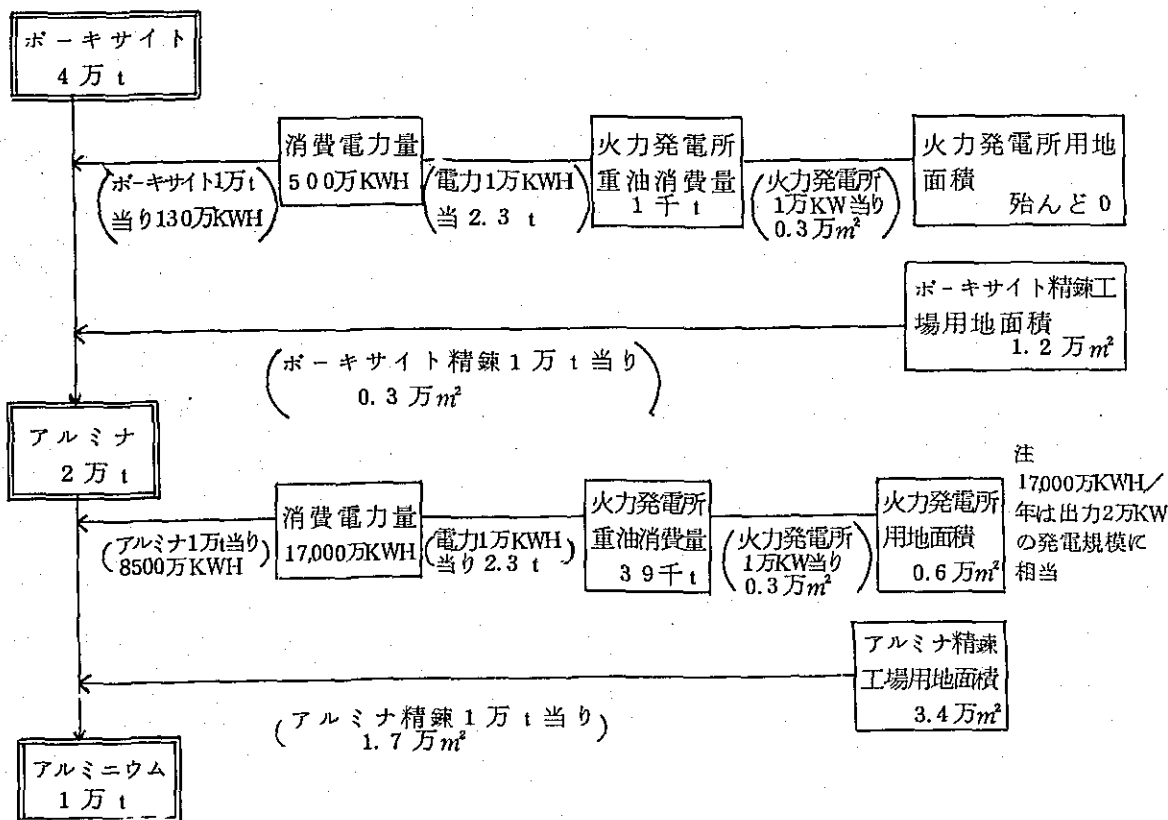 ボーキサイト
4万t
消費電力量
500万KWH
火力発電所
重油消費量
1千t
火力発電所用地
面積
殆んど0
(ボーキサイト1万t
当り130万KWH)
(電力1万KWH
当2.3t)
(火力発電所
1万KW当り
0.3万m²)
ボーキサイト精錬工
場用地面積
1.2万m²
(ボーキサイト精錬1万t当り
0.3万m²)
アルミナ
2万t
消費電力量
17,000万KWH
火力発電所
重油消費量
39千t
火力発電所
用地面積
0.6万m²
注
17,000万KWH/
年は出力2万KW
の発電規模に
相当
(アルミナ1万t当り
8500万KWH)
(電力1万KWH
当り2.3t)
(火力発電所
1万KW当り
0.3万m²)
アルミナ精錬
工場用地面積
3.4万m²
(アルミナ精錬1万t当り
1.7万m²)
アルミニウム
1万t